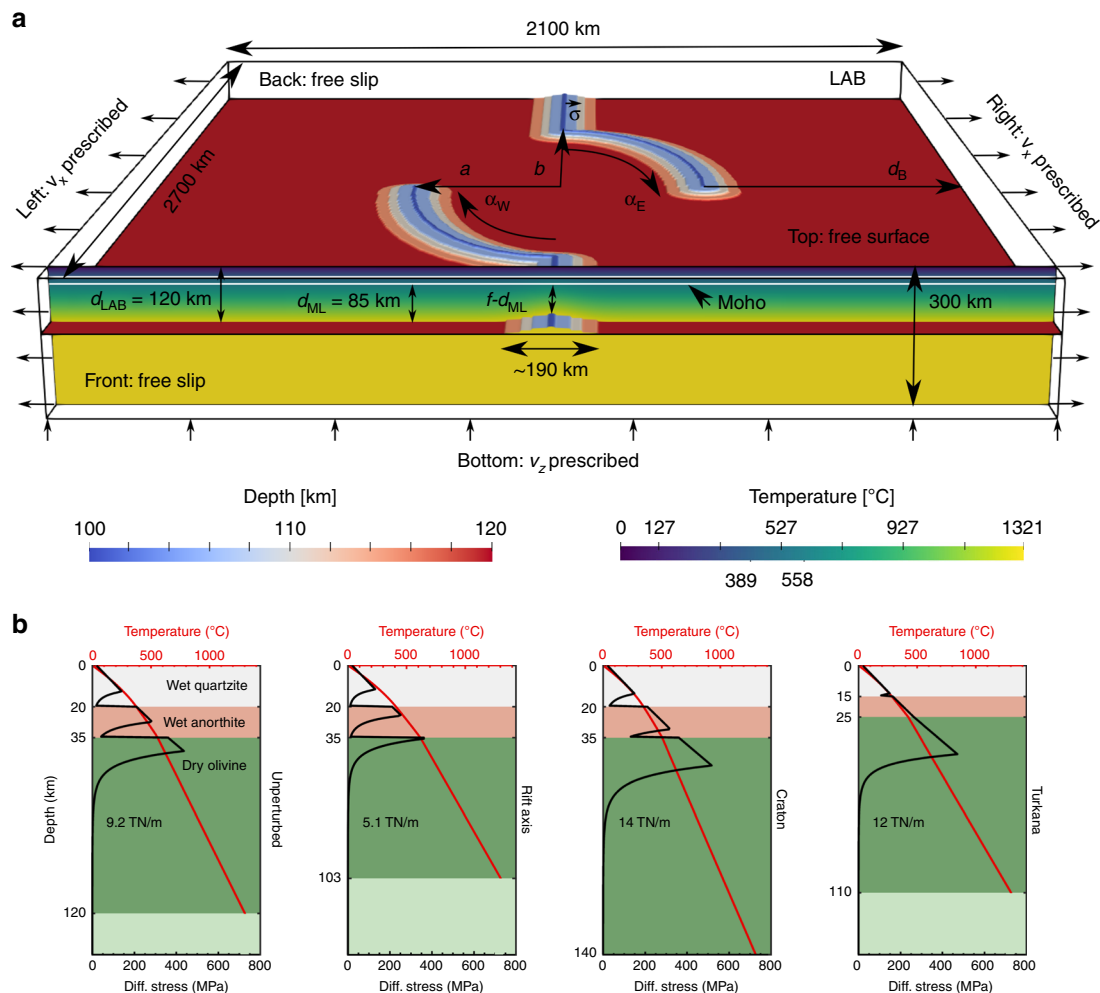 a
2100 km
Back: free slip
LAB
σ
Left: vx prescribed
Right: vx prescribed
2700 km
a
b
dB
αW
αE
Top: free surface
dLAB = 120 km
dML = 85 km
f-dML
Moho
300 km
~190 km
Front: free slip
Bottom: vz prescribed
Depth [km]
100
110
120
Temperature [°C]
0
127
527
927
1321
389
558
b
Temperature (°C)
0
500
1000
0
20
35
120
Depth (km)
Wet quartzite
Wet anorthite
Dry olivine
9.2 TN/m
Unperturbed
0
200
400
600
800
Diff. stress (MPa)
Temperature (°C)
0
500
1000
0
20
35
103
5.1 TN/m
Rift axis
0
200
400
600
800
Diff. stress (MPa)
Temperature (°C)
0
500
1000
0
20
35
140
14 TN/m
Craton
0
200
400
600
800
Diff. stress (MPa)
Temperature (°C)
0
500
1000
0
15
25
110
12 TN/m
Turkana
0
200
400
600
800
Diff. stress (MPa)